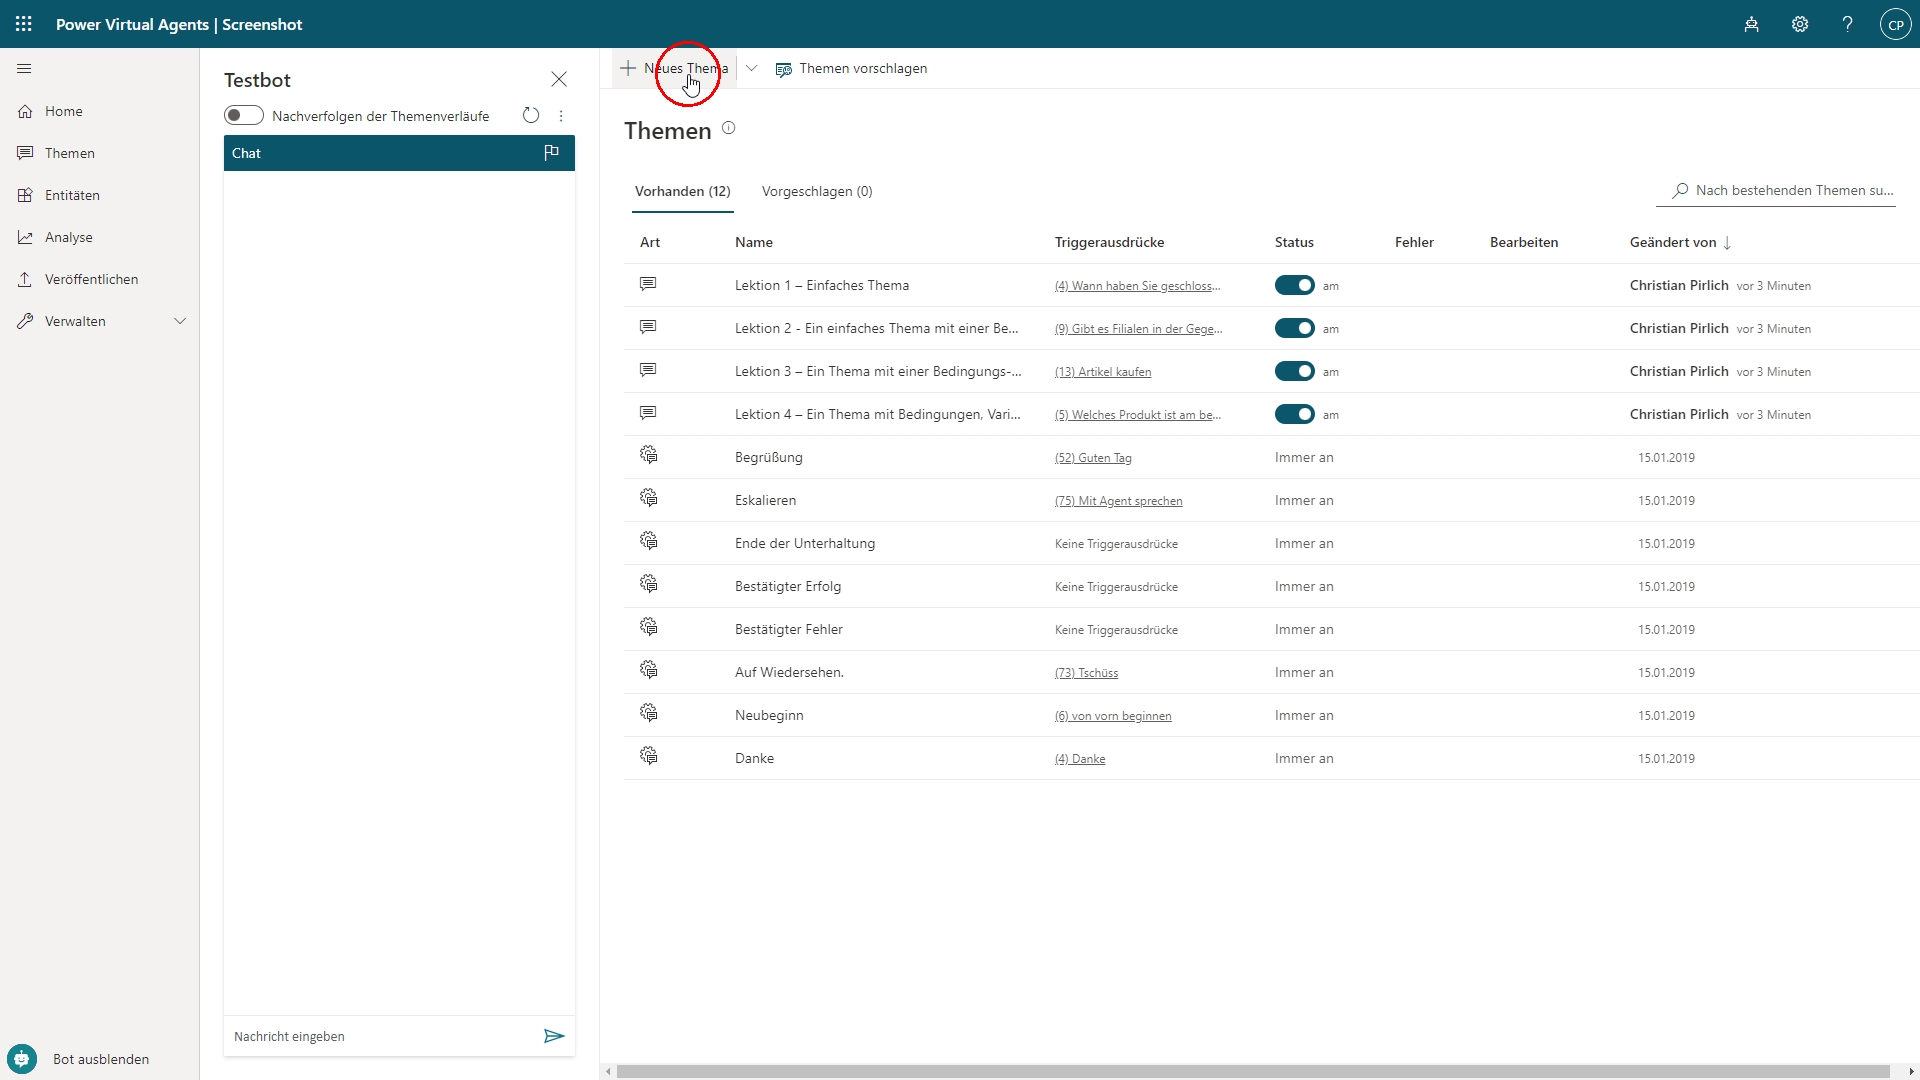 Power Virtual Agents | Screenshot
CP
Home
Themen
Entitäten
Analyse
Veröffentlichen
Verwalten
Bot ausblenden
Testbot
Nachverfolgen der Themenverläufe
Chat
Nachricht eingeben
Neues Thema
Themen vorschlagen
Themen
Vorhanden (12) Vorgeschlagen (0)
Nach bestehenden Themen su...
Art Name Triggerausdrücke Status Fehler Bearbeiten Geändert von
Lektion 1 – Einfaches Thema (4) Wann haben Sie geschloss... am Christian Pirlich vor 3 Minuten
Lektion 2 - Ein einfaches Thema mit einer Be... (9) Gibt es Filialen in der Gege... am Christian Pirlich vor 3 Minuten
Lektion 3 – Ein Thema mit einer Bedingungs-... (13) Artikel kaufen am Christian Pirlich vor 3 Minuten
Lektion 4 – Ein Thema mit Bedingungen, Vari... (5) Welches Produkt ist am be... am Christian Pirlich vor 3 Minuten
Begrüßung (52) Guten Tag Immer an 15.01.2019
Eskalieren (75) Mit Agent sprechen Immer an 15.01.2019
Ende der Unterhaltung Keine Triggerausdrücke Immer an 15.01.2019
Bestätigter Erfolg Keine Triggerausdrücke Immer an 15.01.2019
Bestätigter Fehler Keine Triggerausdrücke Immer an 15.01.2019
Auf Wiedersehen. (73) Tschüss Immer an 15.01.2019
Neubeginn (6) von vorn beginnen Immer an 15.01.2019
Danke (4) Danke Immer an 15.01.2019